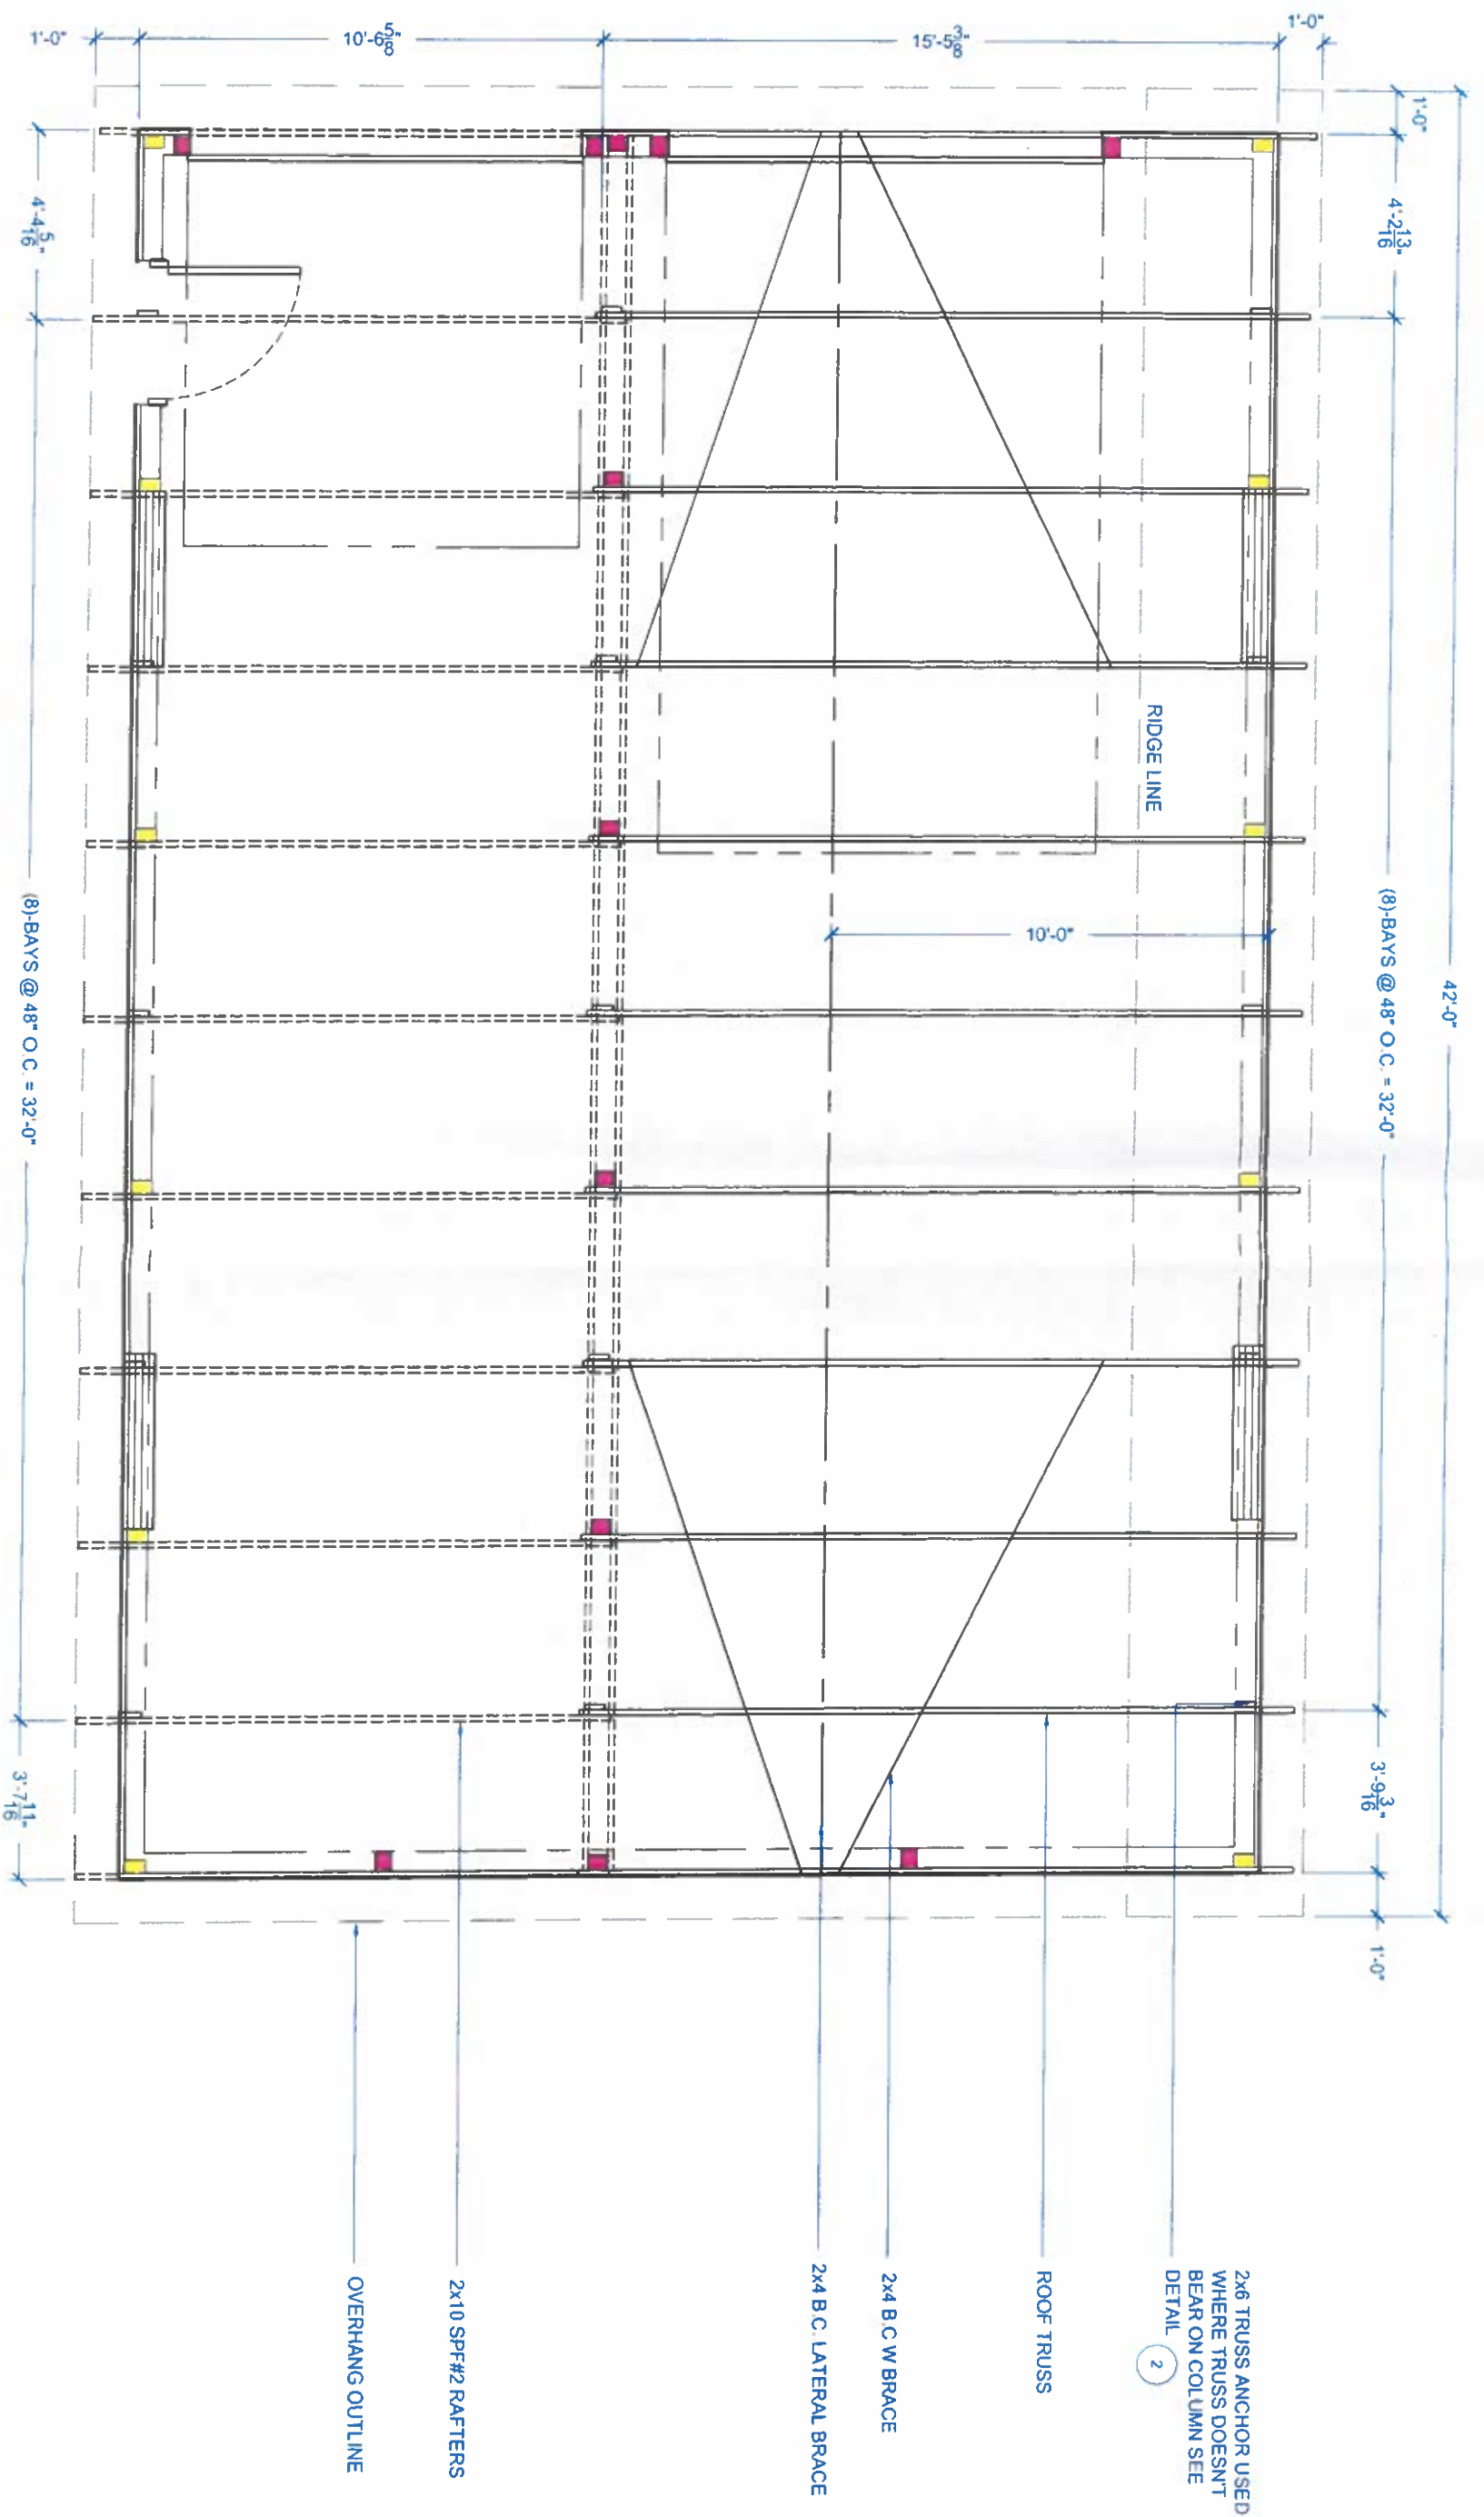 1'-0"
10'-6 5/8"
15'-5 3/8"
1'-0"
42'-0"
1'-0"
4'-2 13/16"
(8)-BAYS @ 48" O.C. = 32'-0"
3'-9 3/16"
1'-0"
4'-4 5/16"
(8)-BAYS @ 48" O.C. = 32'-0"
3'-7 11/16"
RIDGE LINE
10'-0"
2x6 TRUSS ANCHOR USED
WHERE TRUSS DOESN'T
BEAR ON COLUMN SEE
DETAIL 2
ROOF TRUSS
2x4 B.C W BRACE
2x4 B.C. LATERAL BRACE
2x10 SPF#2 RAFTERS
OVERHANG OUTLINE